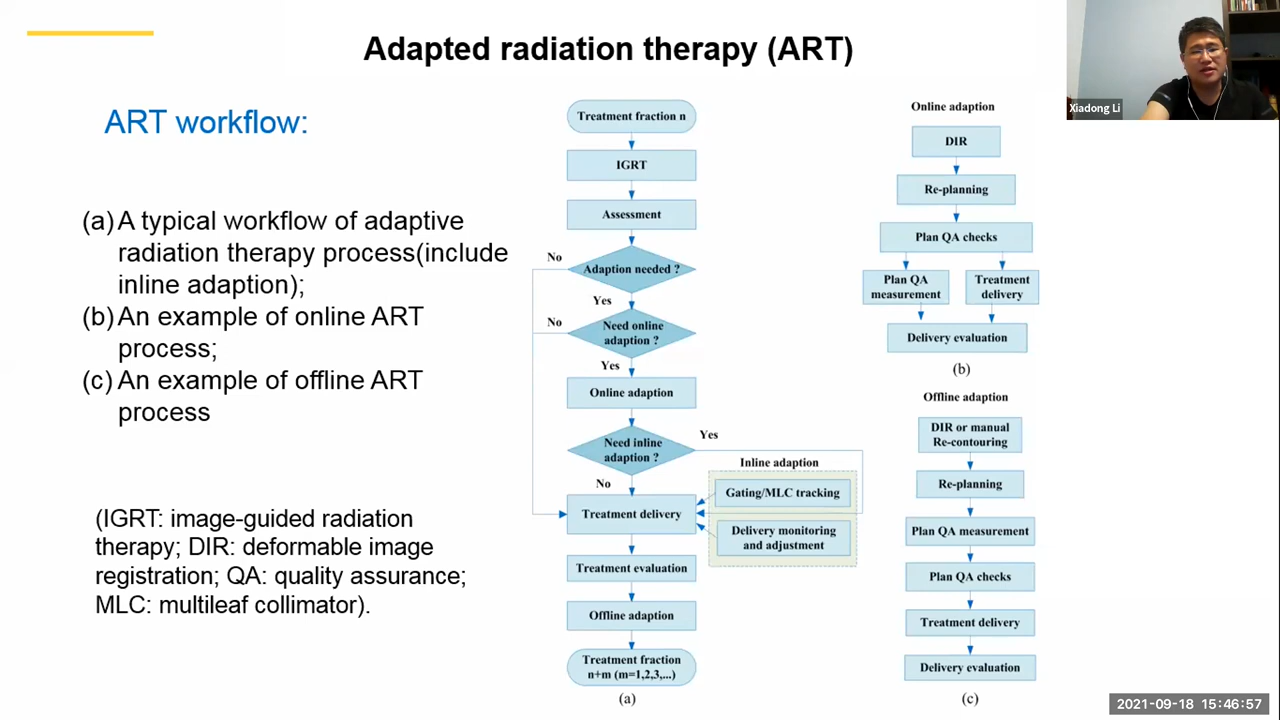 Adapted radiation therapy (ART)
Xiadong Li
ART workflow:
(a) A typical workflow of adaptive
radiation therapy process(include
inline adaption);
(b) An example of online ART
process;
(c) An example of offline ART
process
(IGRT: image-guided radiation
therapy; DIR: deformable image
registration; QA: quality assurance;
MLC: multileaf collimator).
Treatment fraction n
IGRT
Assessment
No
Adaption needed ?
Yes
No
Need online
adaption ?
Yes
Online adaption
Need inline
adaption ?
Yes
No
Inline adaption
Gating/MLC tracking
Treatment delivery
Delivery monitoring
and adjustment
Treatment evaluation
Offline adaption
Treatment fraction
n+m (m=1,2,3,...)
(a)
Online adaption
DIR
Re-planning
Plan QA checks
Plan QA
measurement
Treatment
delivery
Delivery evaluation
(b)
Offline adaption
DIR or manual
Re-contouring
Re-planning
Plan QA measurement
Plan QA checks
Treatment delivery
Delivery evaluation
(c)
2021-09-18 15:46:57